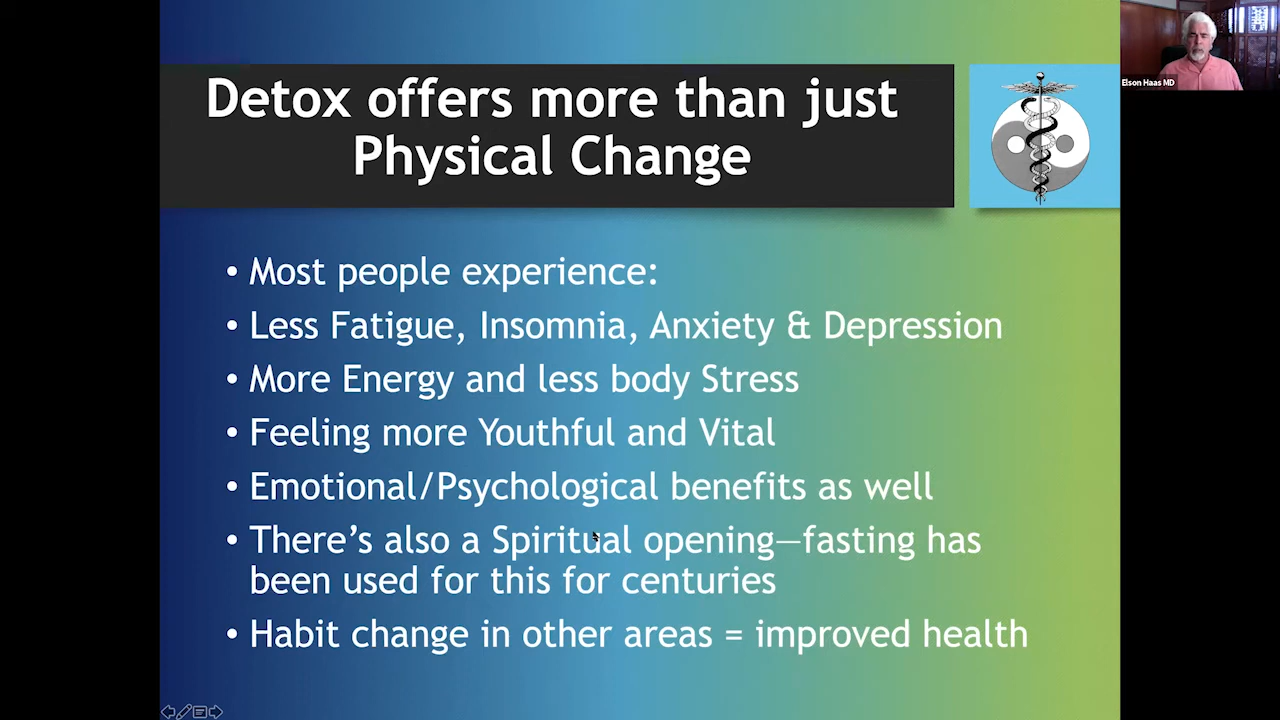 Detox offers more than just
Physical Change
Elson Haas MD
• Most people experience:
• Less Fatigue, Insomnia, Anxiety & Depression
• More Energy and less body Stress
• Feeling more Youthful and Vital
• Emotional/Psychological benefits as well
• There’s also a Spiritual opening—fasting has
been used for this for centuries
• Habit change in other areas = improved health